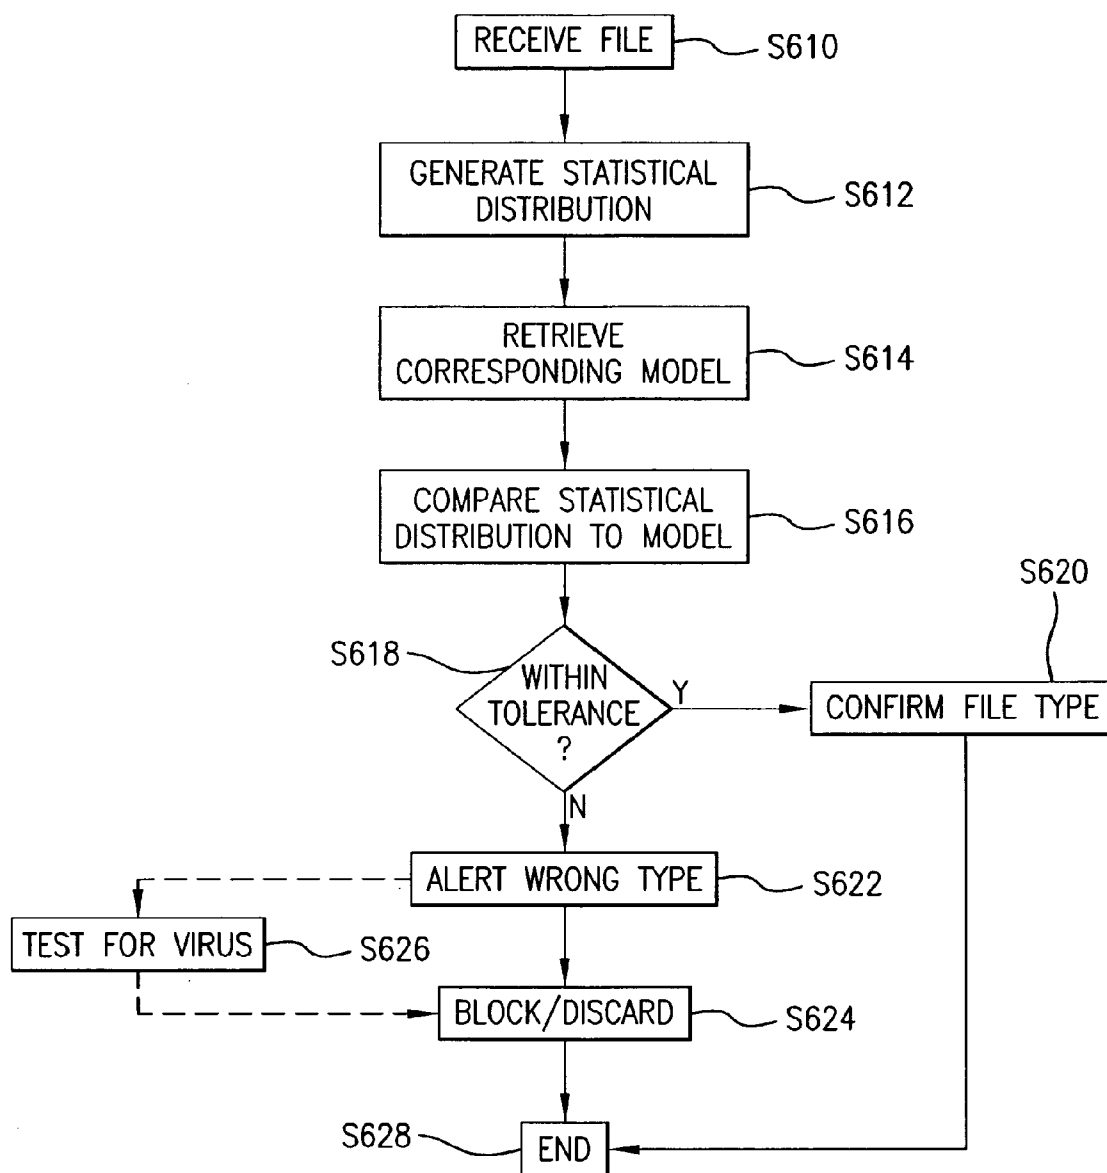 RECEIVE FILE
S610
GENERATE STATISTICAL
DISTRIBUTION
S612
RETRIEVE
CORRESPONDING MODEL
S614
COMPARE STATISTICAL
DISTRIBUTION TO MODEL
S616
S620
S618
WITHIN
TOLERANCE
?
Y
CONFIRM FILE TYPE
N
ALERT WRONG TYPE
S622
TEST FOR VIRUS
S626
BLOCK/DISCARD
S624
S628
END